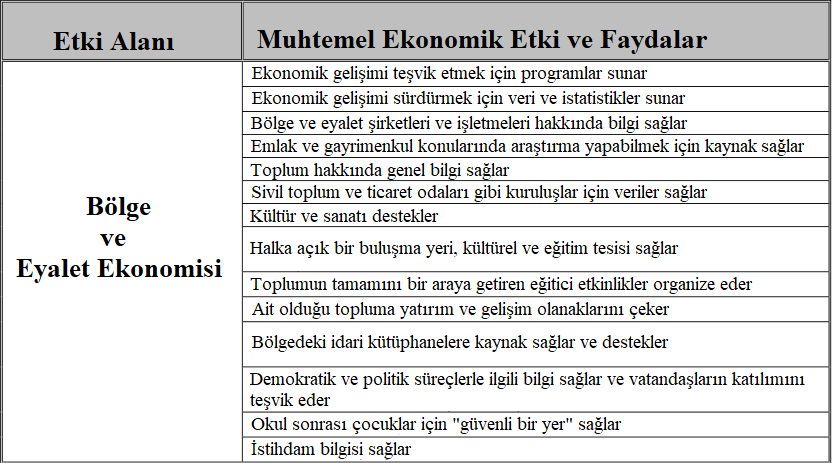 Etki Alanı
Muhtemel Ekonomik Etki ve Faydalar
Bölge
ve
Eyalet Ekonomisi
Ekonomik gelişimi teşvik etmek için programlar sunar
Ekonomik gelişimi sürdürmek için veri ve istatistikler sunar
Bölge ve eyalet şirketleri ve işletmeleri hakkında bilgi sağlar
Emlak ve gayrimenkul konularında araştırma yapabilmek için kaynak sağlar
Toplum hakkında genel bilgi sağlar
Sivil toplum ve ticaret odaları gibi kuruluşlar için veriler sağlar
Kültür ve sanatı destekler
Halka açık bir buluşma yeri, kültürel ve eğitim tesisi sağlar
Toplumun tamamını bir araya getiren eğitici etkinlikler organize eder
Ait olduğu topluma yatırım ve gelişim olanaklarını çeker
Bölgedeki idari kütüphanelere kaynak sağlar ve destekler
Demokratik ve politik süreçlerle ilgili bilgi sağlar ve vatandaşların katılımını
teşvik eder
Okul sonrası çocuklar için "güvenli bir yer" sağlar
İstihdam bilgisi sağlar